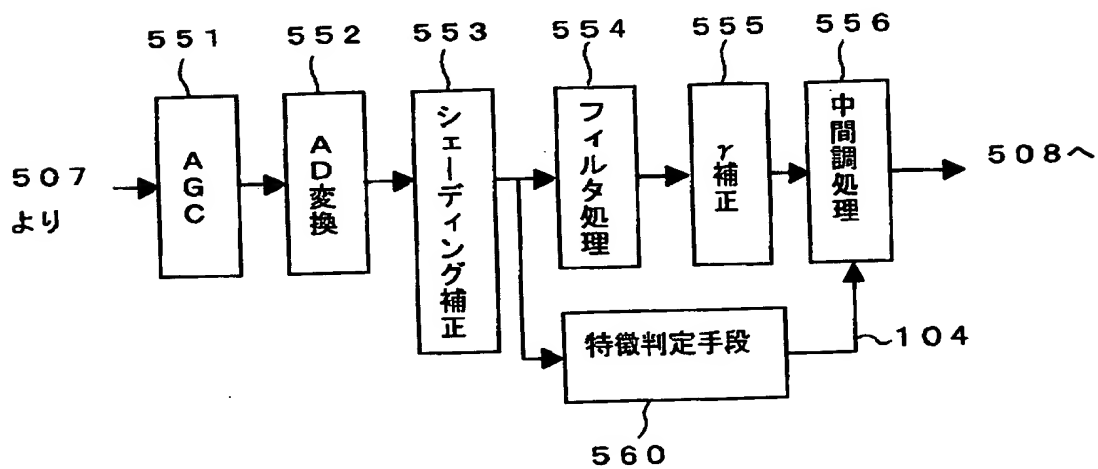 551
552
553
554
555
556
507
より
AGC
AD変換
シェーディング補正
フィルタ処理
γ補正
中間調処理
508へ
特徴判定手段
104
560